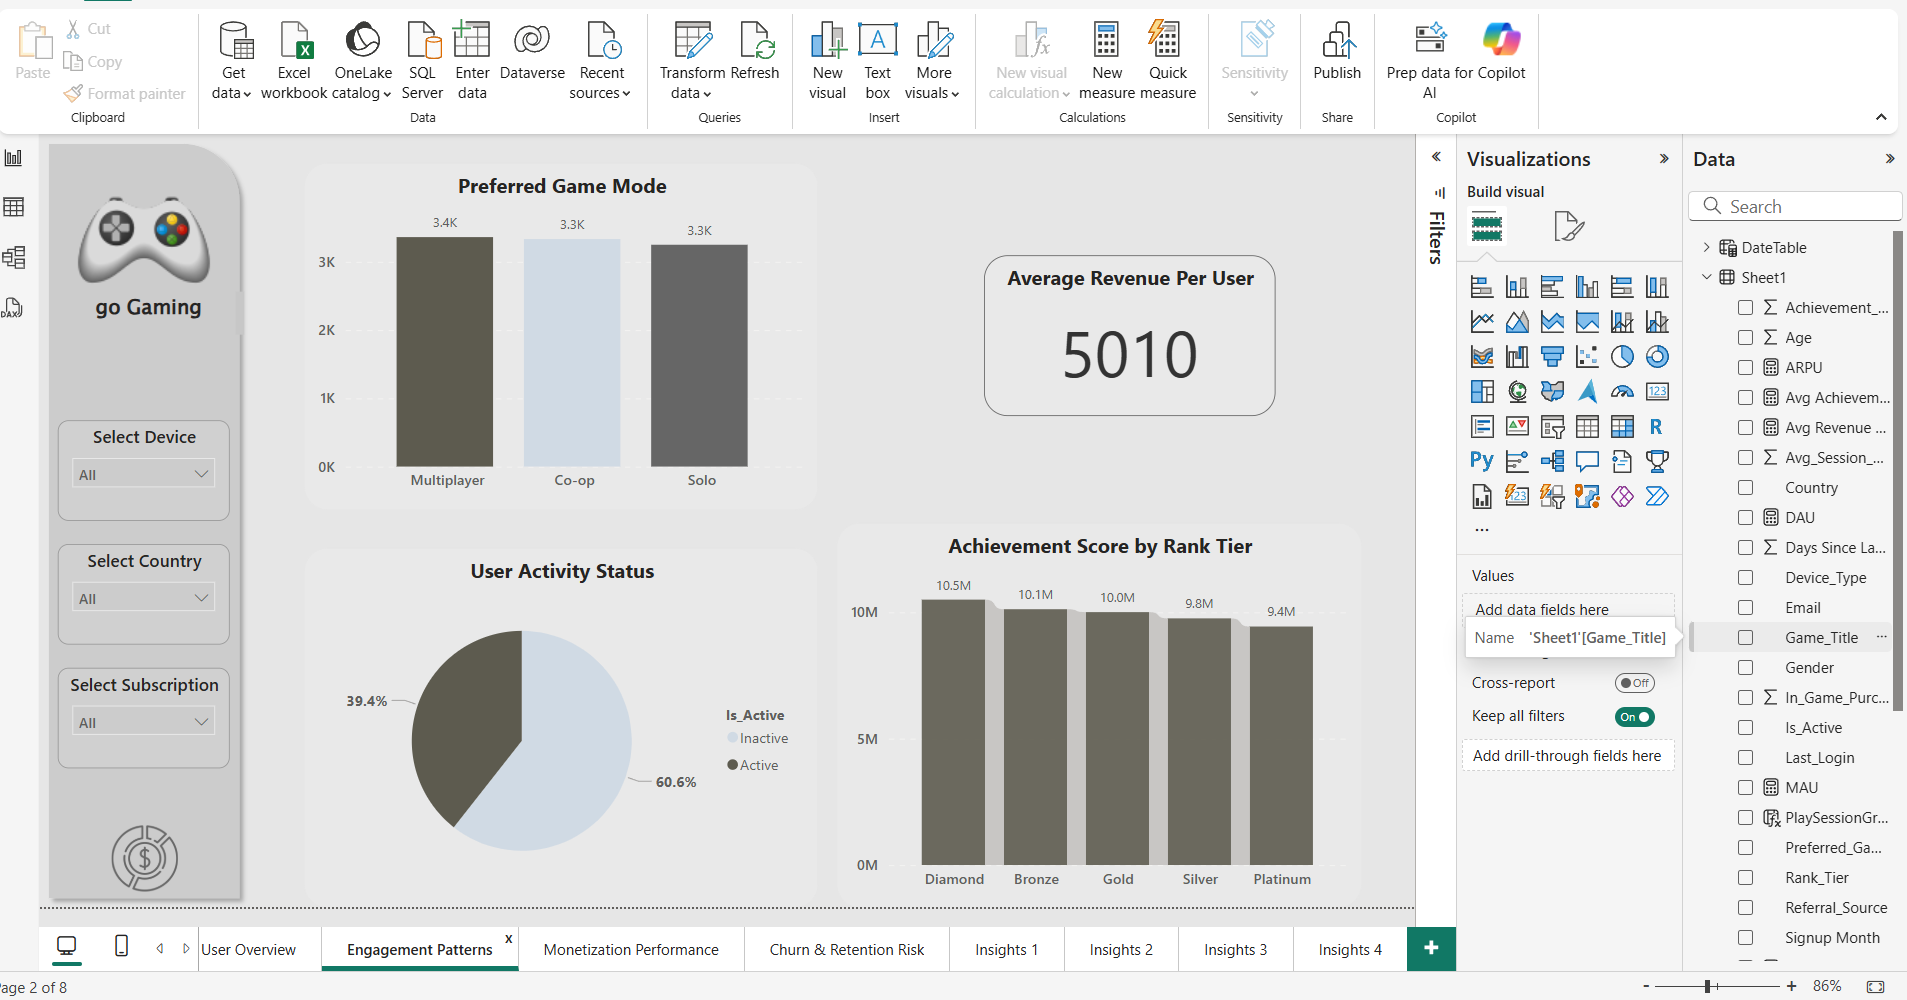 Paste
Cut
Copy
Format painter
Clipboard
Get data
Excel workbook
OneLake catalog
SQL Server
Enter data
Dataverse
Recent sources
Data
Transform data
Refresh
Queries
New visual
Text box
More visuals
Insert
New visual calculation
New measure
Quick measure
Calculations
Sensitivity
Sensitivity
Publish
Share
Prep data for AI
Copilot
Copilot
go Gaming
Select Device
All
Select Country
All
Select Subscription
All
Preferred Game Mode
3.4K
3.3K
3.3K
3K
2K
1K
0K
Multiplayer
Co-op
Solo
Average Revenue Per User
5010
User Activity Status
39.4%
60.6%
Is_Active
Inactive
Active
Achievement Score by Rank Tier
10.5M
10.1M
10.0M
9.8M
9.4M
10M
5M
0M
Diamond
Bronze
Gold
Silver
Platinum
Filters
Visualizations
Build visual
123
R
Py
123
Values
Add data fields here
Name 'Sheet1'[Game_Title]
Cross-report
Off
Keep all filters
On
Add drill-through fields here
Data
Search
DateTable
Sheet1
Achievement_...
Age
ARPU
Avg Achievem...
Avg Revenue ...
Avg_Session_...
Country
DAU
Days Since La...
Device_Type
Email
Game_Title
Gender
In_Game_Purc...
Is_Active
Last_Login
MAU
PlaySessionGr...
Preferred_Ga...
Rank_Tier
Referral_Source
Signup Month
DAX
User Overview
Engagement Patterns
x
Monetization Performance
Churn & Retention Risk
Insights 1
Insights 2
Insights 3
Insights 4
+
age 2 of 8
- + 86%